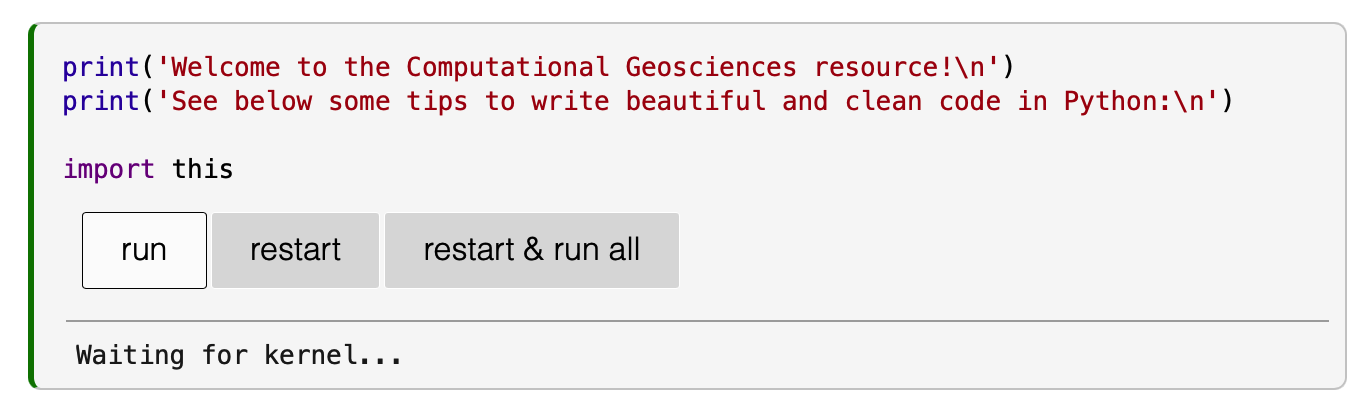 print('Welcome to the Computational Geosciences resource!\n')
print('See below some tips to write beautiful and clean code in Python:\n')
import this
run restart restart & run all
Waiting for kernel...